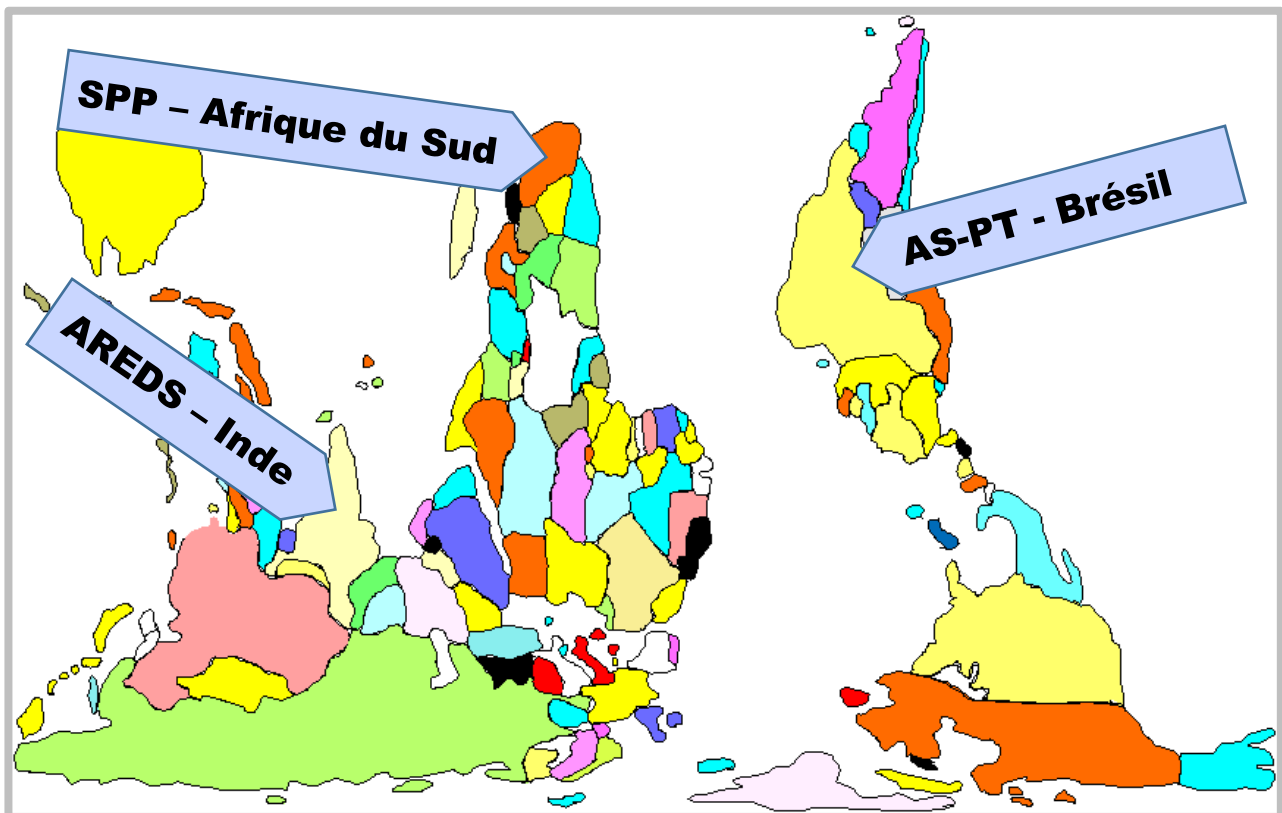 SPP – Afrique du Sud
AS-PT - Brésil
AREDS – Inde